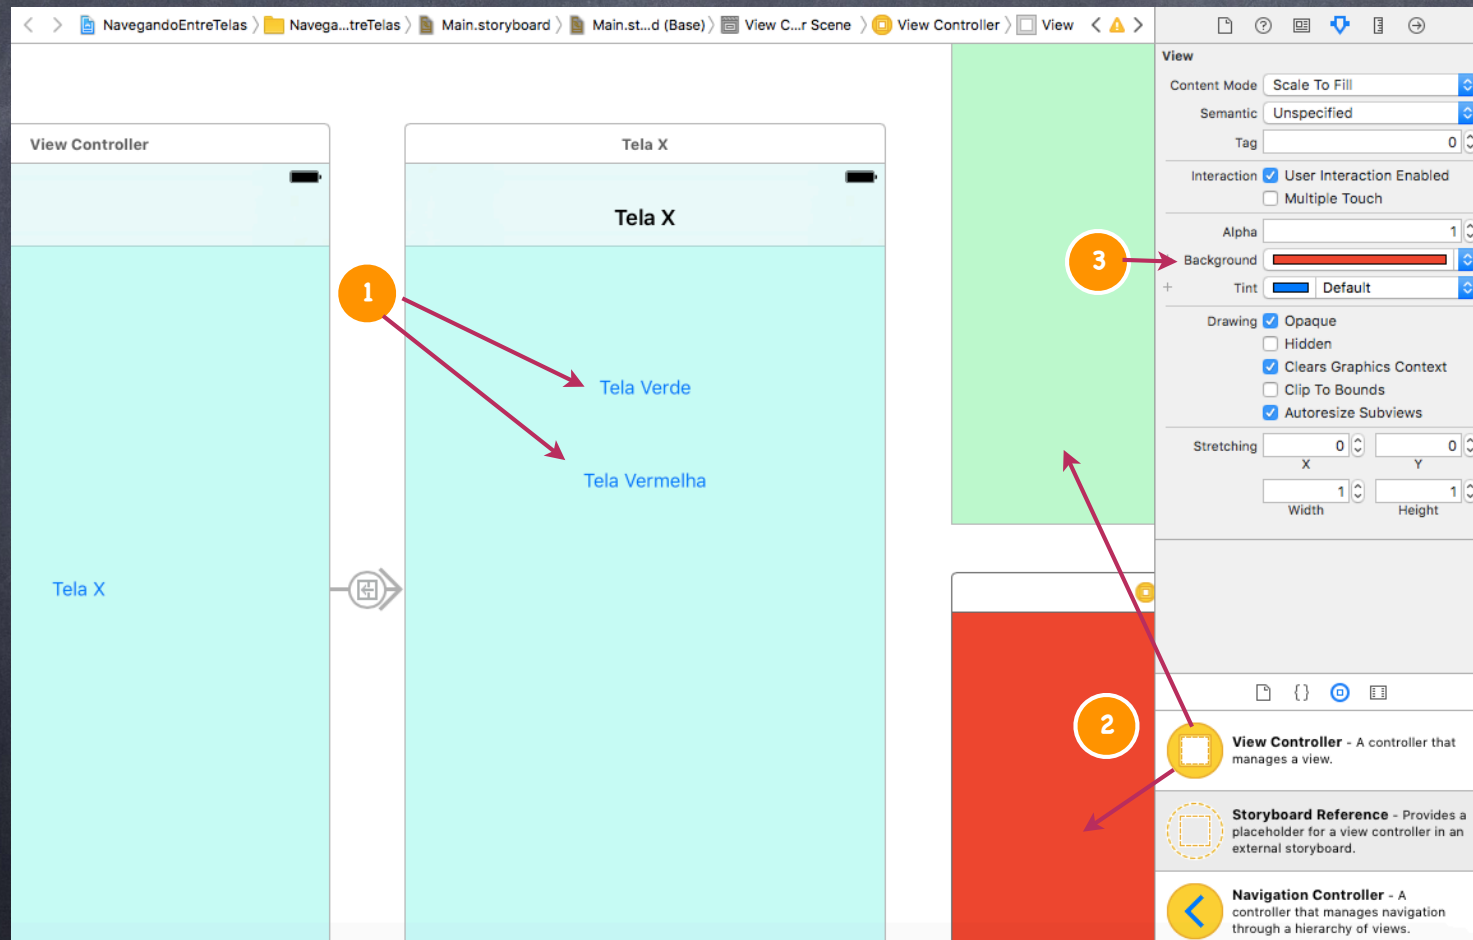 NavegandoEntreTelas
Navega...treTelas
Main.storyboard
Main.st...d (Base)
View C...r Scene
View Controller
View
View
Content Mode
Scale To Fill
Semantic
Unspecified
Tag
0
Interaction
User Interaction Enabled
Multiple Touch
Alpha
1
Background
Tint
Default
Drawing
Opaque
Hidden
Clears Graphics Context
Clip To Bounds
Autoresize Subviews
Stretching
0
0
X
Y
1
1
Width
Height
View Controller
Tela X
Tela X
1
Tela Verde
Tela Vermelha
Tela X
3
2
{}
View Controller - A controller that
manages a view.
Storyboard Reference - Provides a
placeholder for a view controller in an
external storyboard.
Navigation Controller - A
controller that manages navigation
through a hierarchy of views.